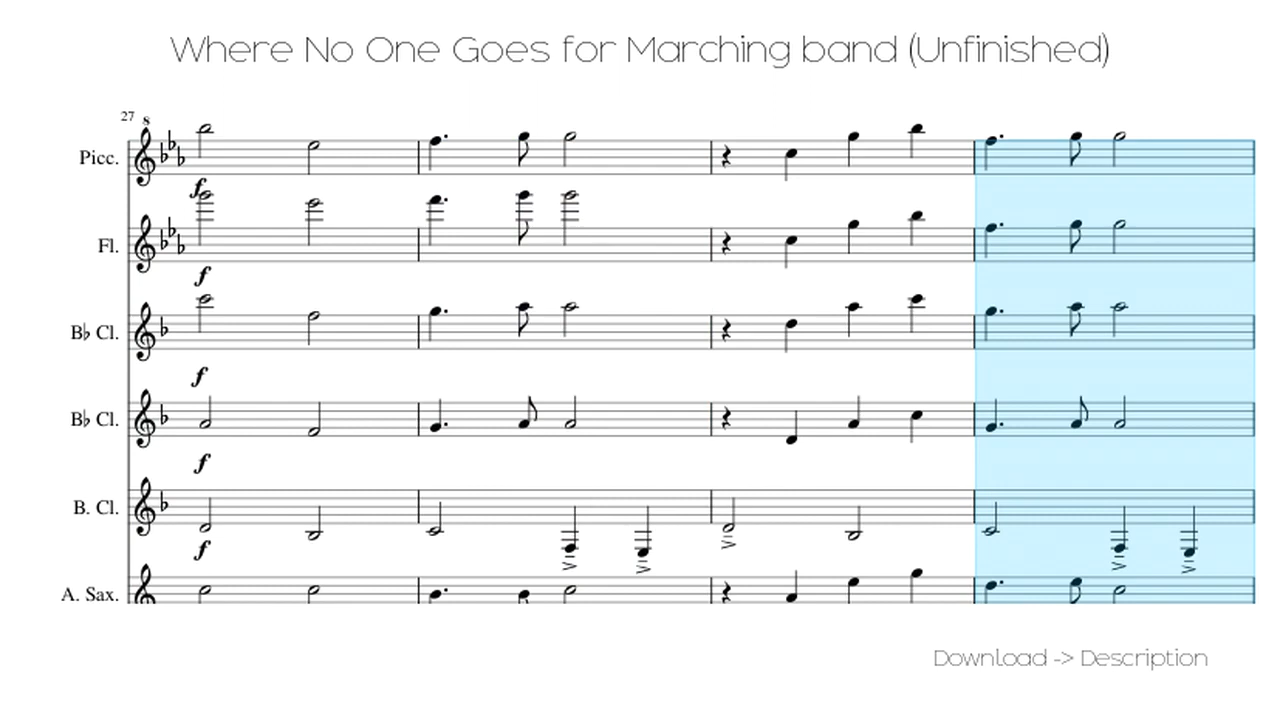 Where No One Goes for Marching band (Unfinished)
27
8
Picc.
f
Fl.
f
B♭ Cl.
f
B♭ Cl.
f
B. Cl.
f
A. Sax.
Download -> Description